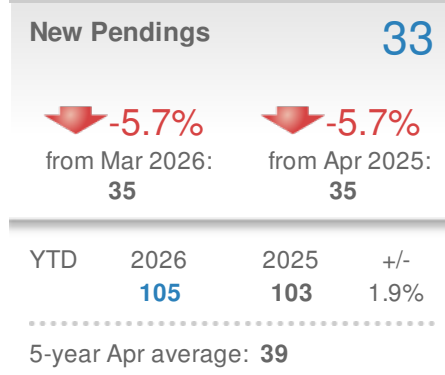 New Pendings 33
-5.7% -5.7%
from Mar 2026: from Apr 2025:
35 35
YTD 2026 2025 +/-
105 103 1.9%
5-year Apr average: 39